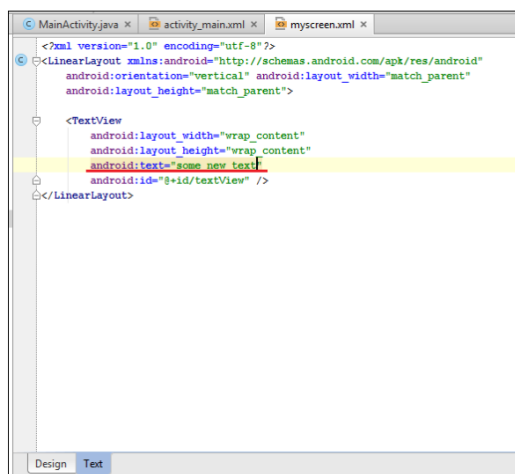 MainActivity.java × activity_main.xml × myscreen.xml ×
<?xml version="1.0" encoding="utf-8"?>
<LinearLayout xmlns:android="http://schemas.android.com/apk/res/android"
android:orientation="vertical" android:layout_width="match_parent"
android:layout_height="match_parent">
<TextView
android:layout_width="wrap_content"
android:layout_height="wrap_content"
android:text="some new text"
android:id="@+id/textView" />
</LinearLayout>
Design Text